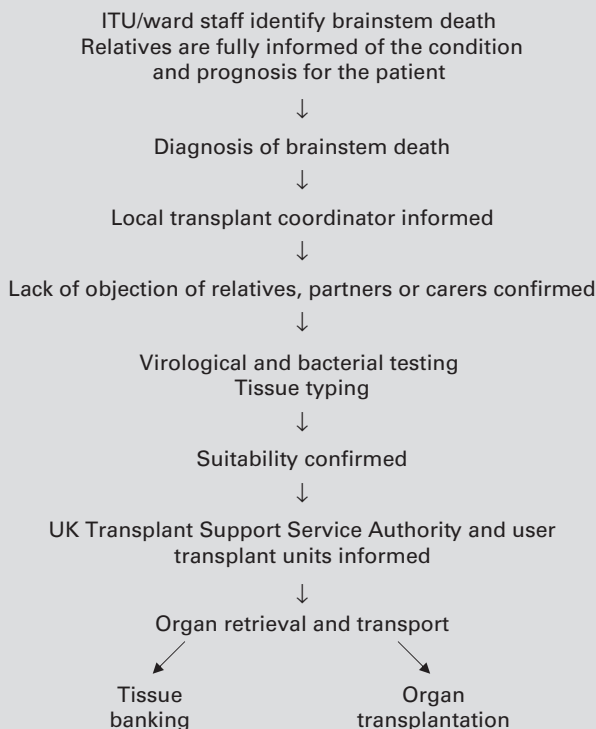 ITU/ward staff identify brainstem death
Relatives are fully informed of the condition
and prognosis for the patient
↓
Diagnosis of brainstem death
↓
Local transplant coordinator informed
↓
Lack of objection of relatives, partners or carers confirmed
↓
Virological and bacterial testing
Tissue typing
↓
Suitability confirmed
↓
UK Transplant Support Service Authority and user
transplant units informed
↓
Organ retrieval and transport
Tissue Organ
banking transplantation